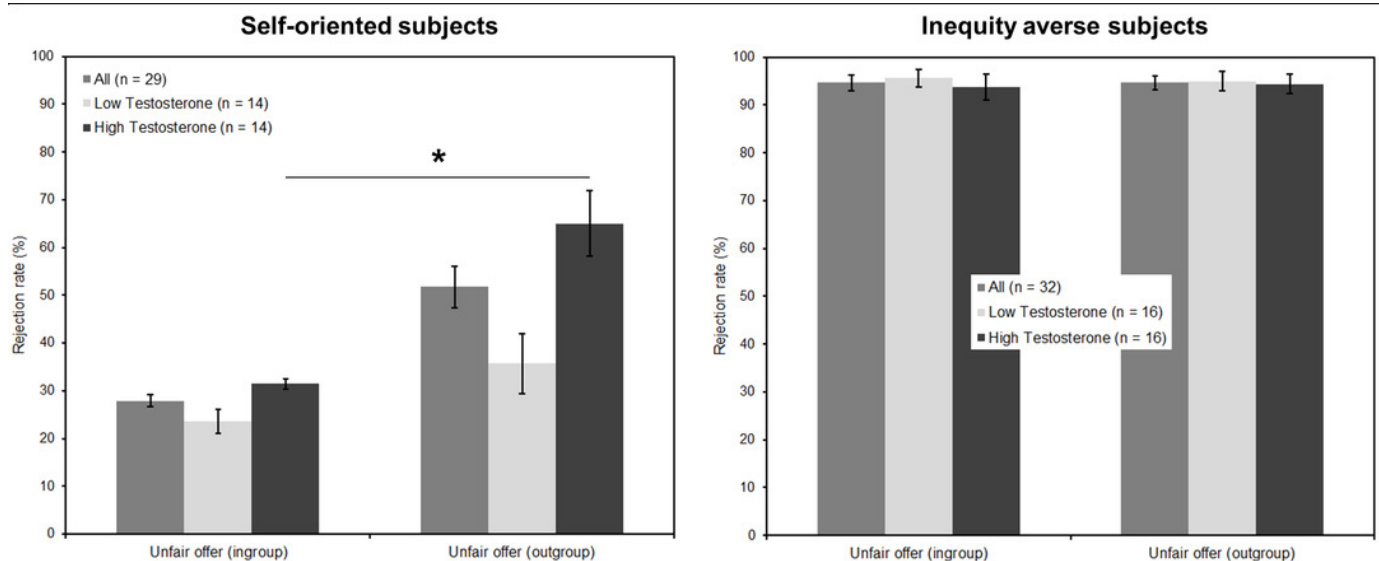 Self-oriented subjects
100
90
80
70
60
50
40
30
20
10
0
Rejection rate (%)
All (n = 29)
Low Testosterone (n = 14)
High Testosterone (n = 14)
*
Unfair offer (ingroup)
Unfair offer (outgroup)
Inequity averse subjects
100
90
80
70
60
50
40
30
20
10
0
Rejection rate (%)
All (n = 32)
Low Testosterone (n = 16)
High Testosterone (n = 16)
Unfair offer (ingroup)
Unfair offer (outgroup)